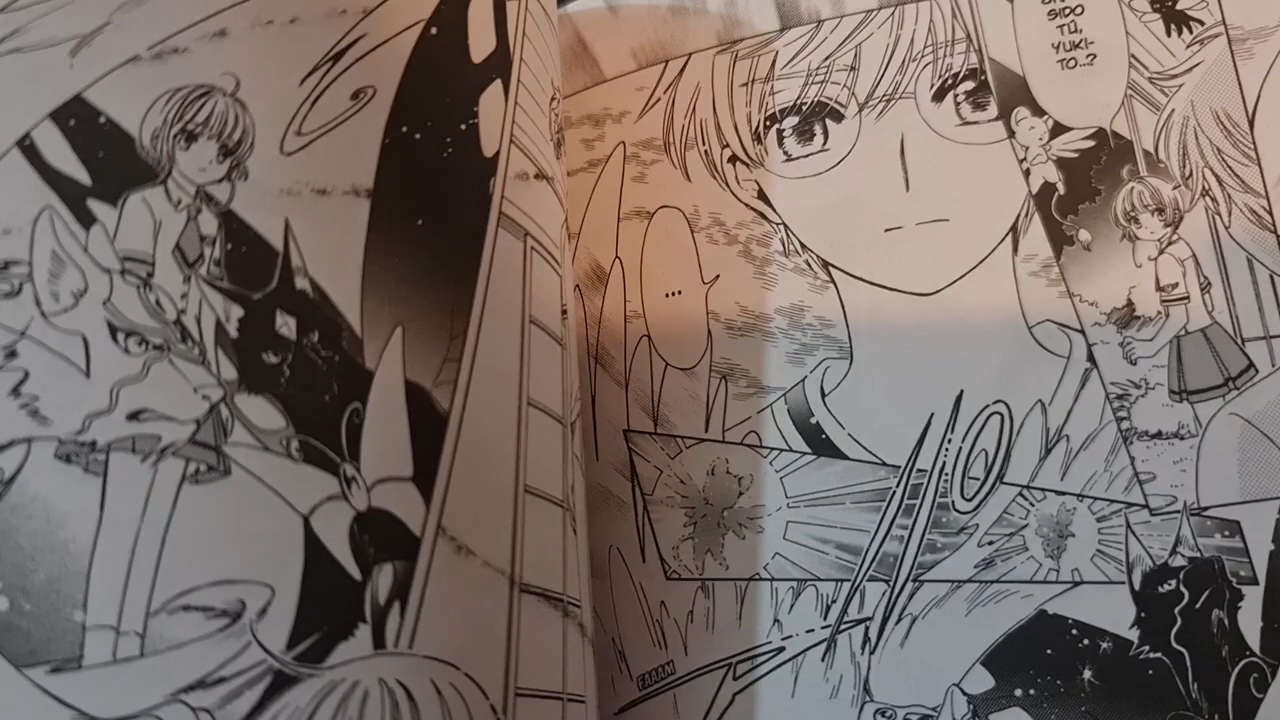 SIDO
TÚ,
YUKI-
TO...?
...
FAAAM